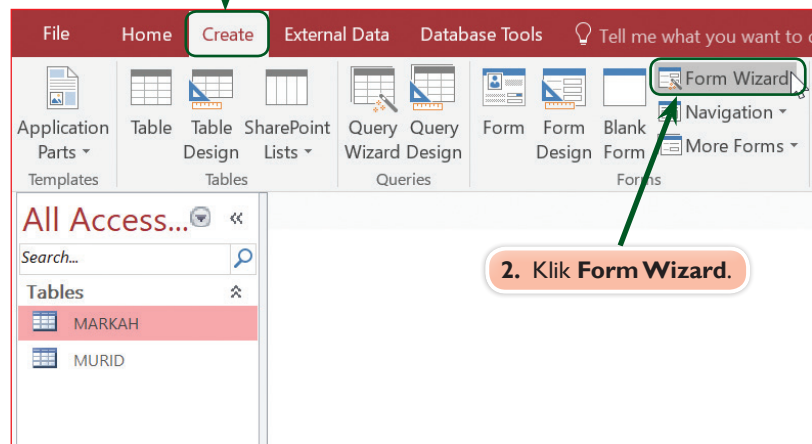 File Home Create External Data Database Tools Tell me what you want to
Application Parts Table Table Design SharePoint Lists Query Wizard Query Design Form Form Design Blank Form Form Wizard
Navigation
More Forms
Templates Tables Queries Forms
All Access...
Search...
Tables
MARKAH
MURID
2. Klik Form Wizard.